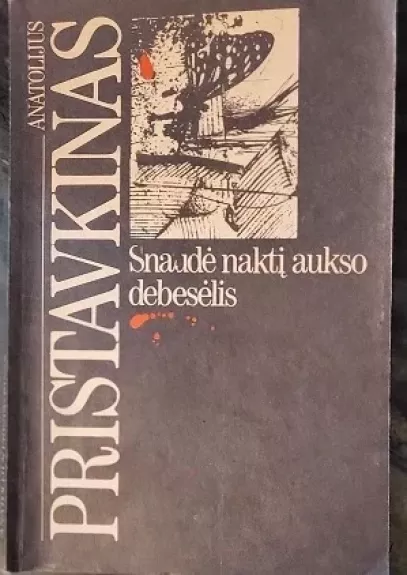 ANATOLIJUS
PRISTAVKINAS
Snaudė naktį aukso
debesėlis